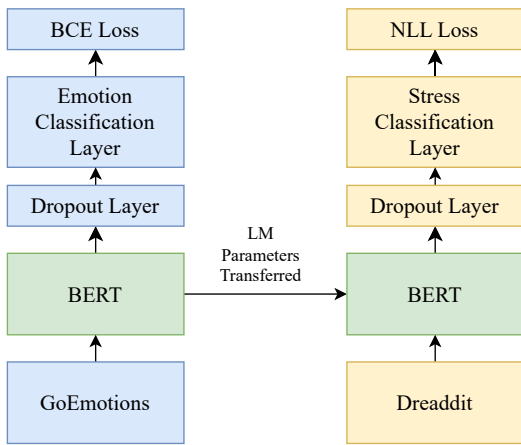 BCE Loss
Emotion
Classification
Layer
Dropout Layer
BERT
GoEmotions
LM
Parameters
Transferred
NLL Loss
Stress
Classification
Layer
Dropout Layer
BERT
Dreaddit